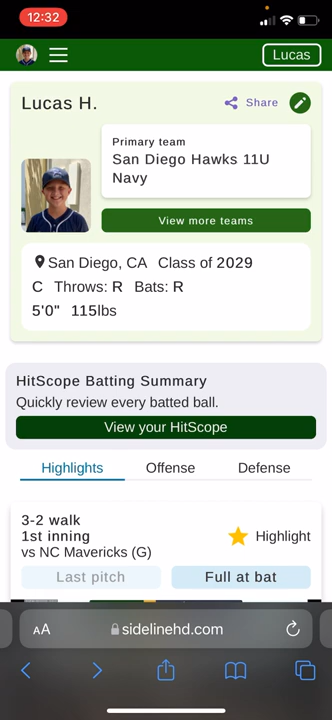 12:32
Lucas
Lucas H.
Share
Primary team
San Diego Hawks 11U
Navy
View more teams
San Diego, CA Class of 2029
C Throws: R Bats: R
5'0" 115lbs
HitScope Batting Summary
Quickly review every batted ball.
View your HitScope
Highlights Offense Defense
3-2 walk
1st inning
vs NC Mavericks (G)
Highlight
Last pitch Full at bat
AA sidelinehd.com